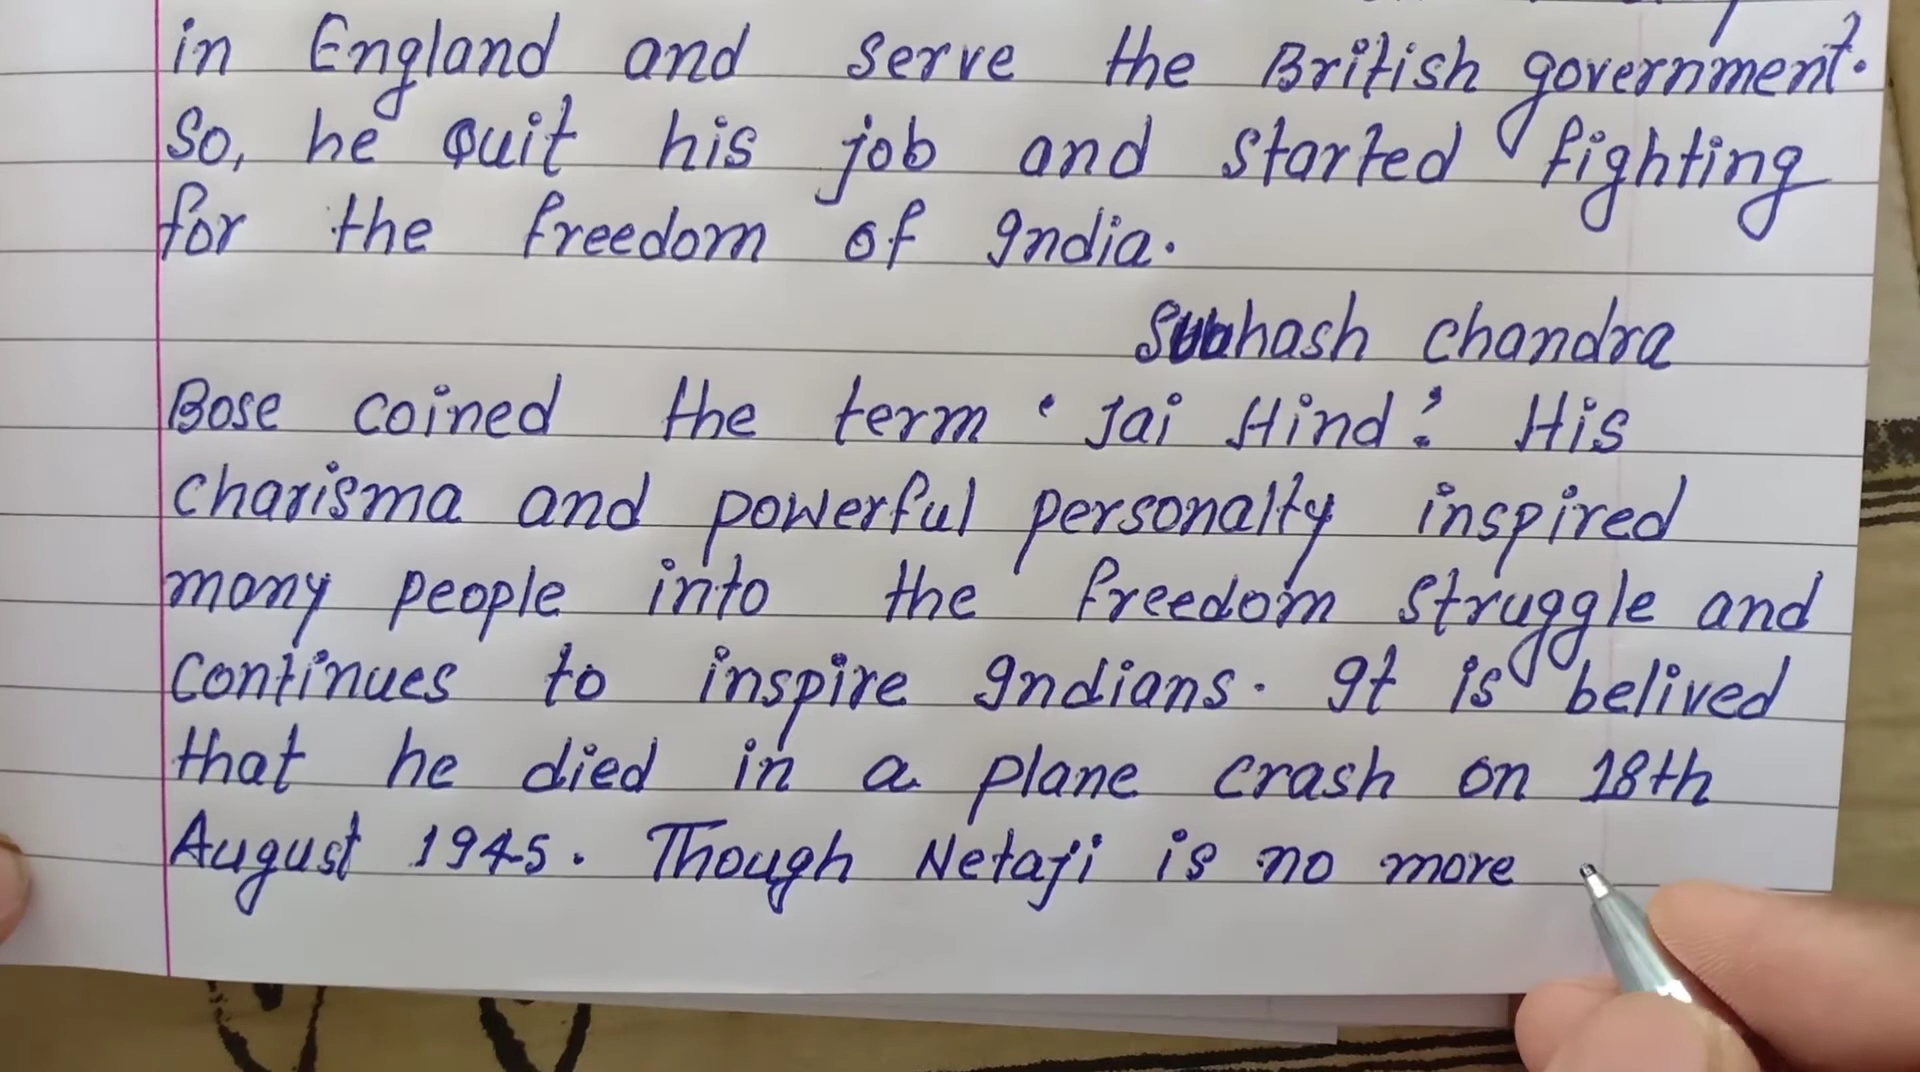 in England and serve the British government.
So, he quit his job and started fighting
for the freedom of India.
Subhash Chandra
Bose coined the term 'Jai Hind'. His
charisma and powerful personalty inspired
many people into the freedom struggle and
continues to inspire Indians. It is belived
that he died in a plane crash on 18th
August 1945. Though Netaji is no more